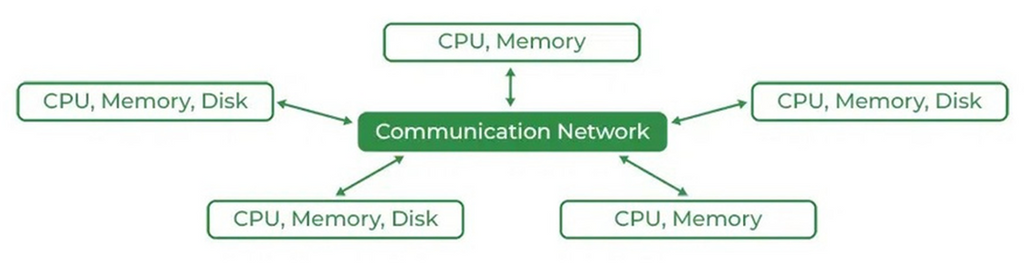 CPU, Memory
CPU, Memory, Disk
CPU, Memory, Disk
Communication Network
CPU, Memory, Disk
CPU, Memory